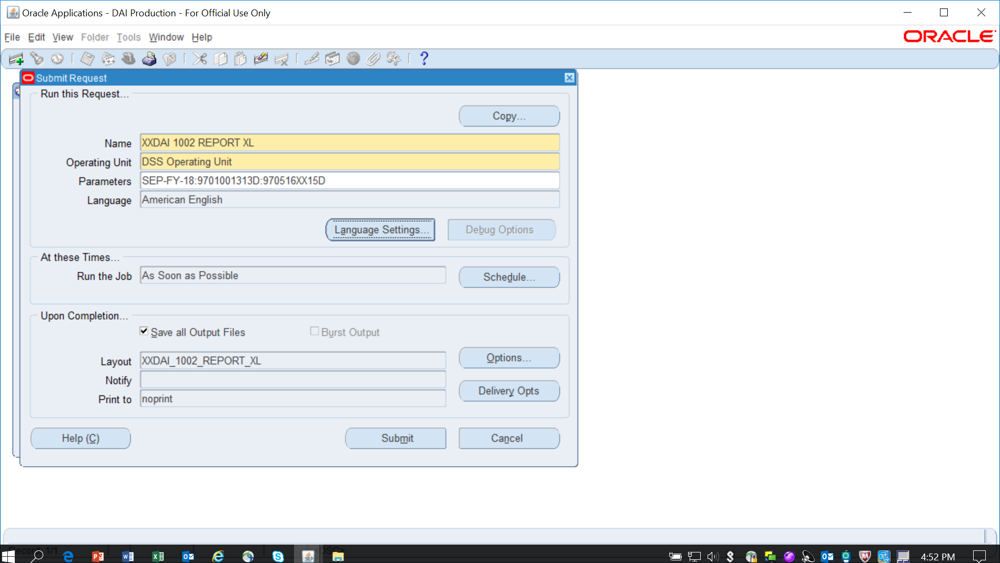 Oracle Applications - DAI Production - For Official Use Only
File Edit View Folder Tools Window Help
ORACLE
Submit Request
Run this Request...
Copy...
Name XXDAI 1002 REPORT XL
Operating Unit DSS Operating Unit
Parameters SEP-FY-18:9701001313D:970516XX15D
Language American English
Language Settings... Debug Options
At these Times...
Run the Job As Soon as Possible Schedule...
Upon Completion...
Save all Output Files Burst Output
Layout XXDAI_1002_REPORT_XL Options...
Notify
Delivery Opts
Print to noprint
Help (C) Submit Cancel
Record: 1/1 <OSC>
4:52 PM